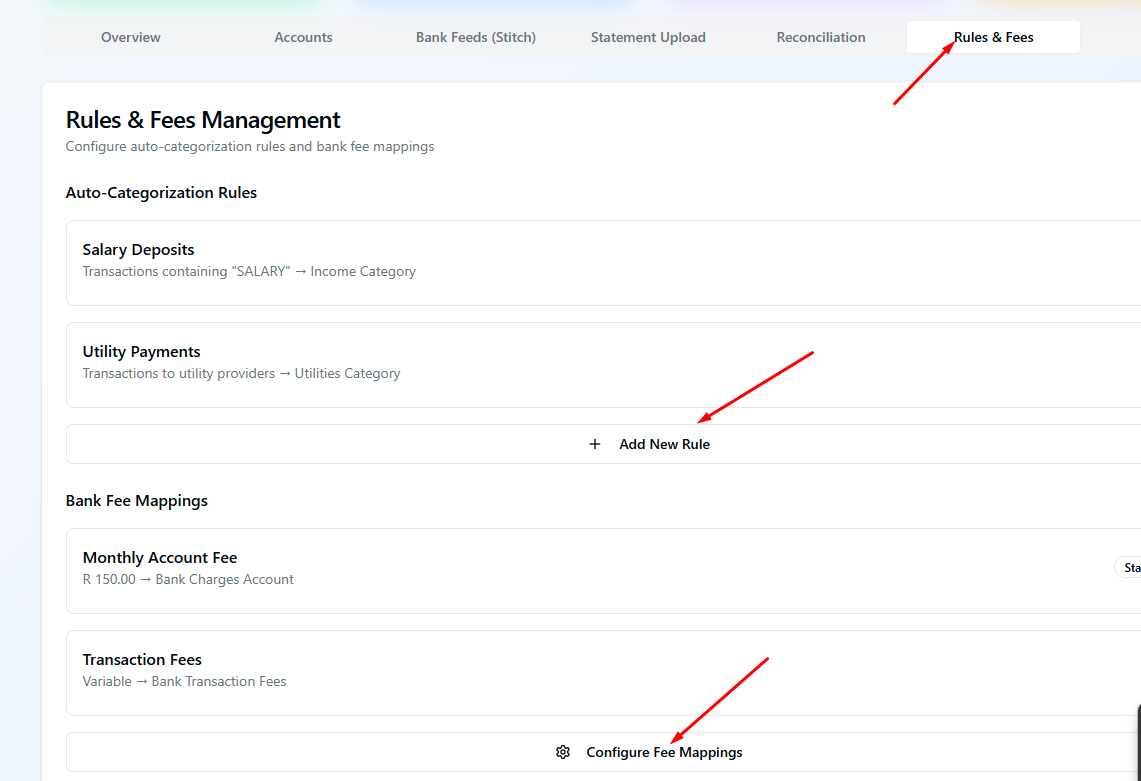 Overview Accounts Bank Feeds (Stitch) Statement Upload Reconciliation Rules & Fees
Rules & Fees Management
Configure auto-categorization rules and bank fee mappings
Auto-Categorization Rules
Salary Deposits
Transactions containing "SALARY" → Income Category
Utility Payments
Transactions to utility providers → Utilities Category
+ Add New Rule
Bank Fee Mappings
Monthly Account Fee
R 150.00 → Bank Charges Account
Sta
Transaction Fees
Variable → Bank Transaction Fees
Configure Fee Mappings